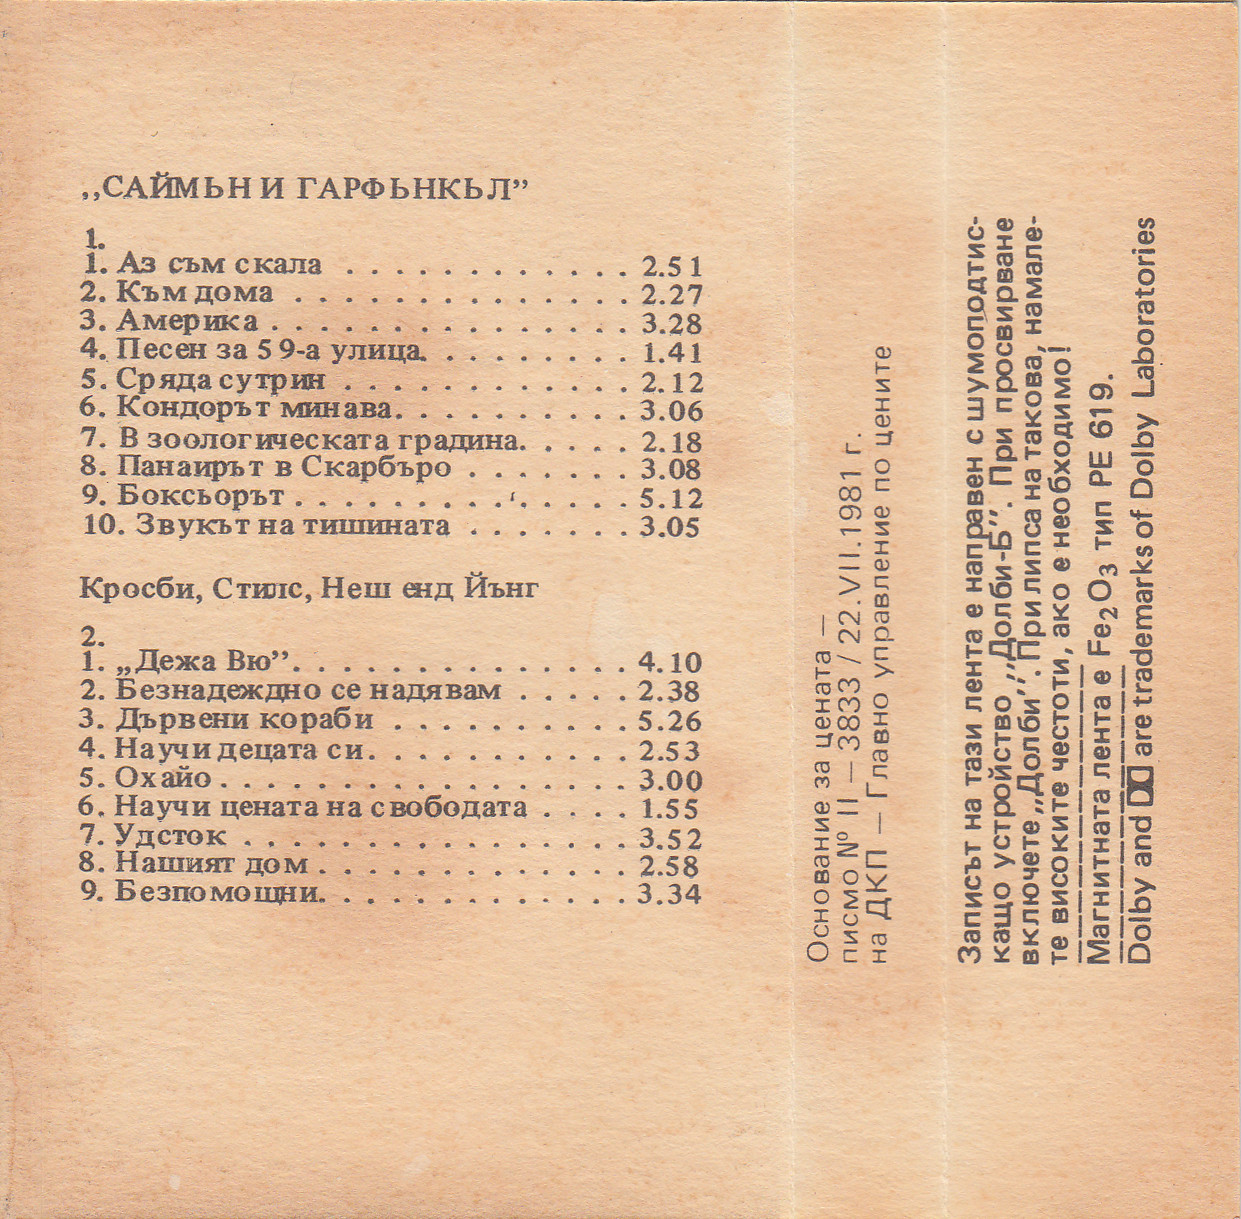 „САЙМЪН И ГАРФЪНКЪЛ”
1.
1. Аз съм скала . . . . . . . . . . . . 2.51
2. Към дома . . . . . . . . . . . . . . 2.27
3. Америка . . . . . . . . . . . . . . . 3.28
4. Песен за 59-а улица. . . . . . . . . 1.41
5. Сряда сутрин . . . . . . . . . . . . 2.12
6. Кондорът минава. . . . . . . . . . 3.06
7. В зоологическата градина. . . . . 2.18
8. Панаирът в Скарбъро . . . . . . . 3.08
9. Боксьорът . . . . . . . . . . . . . . 5.12
10. Звукът на тишината . . . . . . . 3.05
Кросби, Стилс, Неш енд Йънг
2.
1. „Дежа Вю”. . . . . . . . . . . . . . 4.10
2. Безнадеждно се надявам . . . . . 2.38
3. Дървени кораби . . . . . . . . . . 5.26
4. Научи децата си. . . . . . . . . . . 2.53
5. Охайо . . . . . . . . . . . . . . . . . 3.00
6. Научи цената на свободата . . . . 1.55
7. Удсток . . . . . . . . . . . . . . . . 3.52
8. Нашият дом . . . . . . . . . . . . . 2.58
9. Безпомощни. . . . . . . . . . . . . 3.34
Основание за цената —
писмо № II — 3833 / 22.VII.1981 г.
на ДКП — Главно управление по цените
Записът на тази лента е направен с шумоподтис-
кащо устройство „Долби-Б”. При просвирване
включете „Долби”. При липса на такова, намале-
те високите честоти, ако е необходимо!
Магнитната лента е Fe2O3 тип PE 619.
Dolby and DD are trademarks of Dolby Laboratories